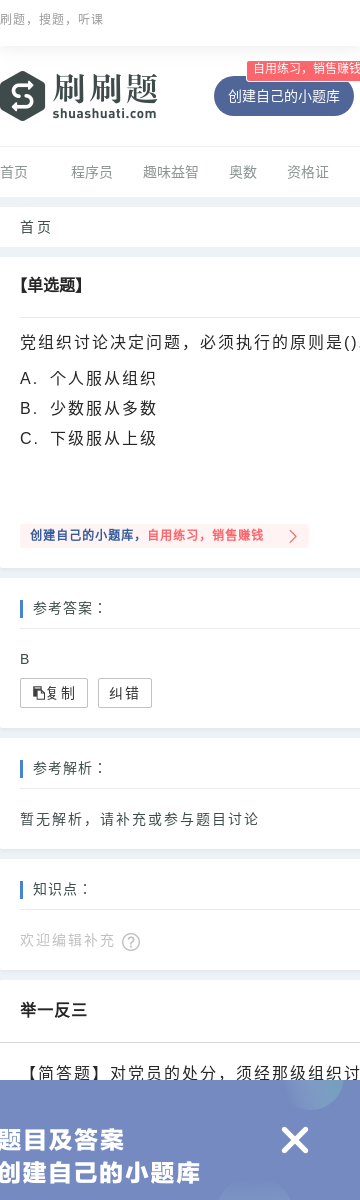 刷题，搜题，听课
刷刷题
shuashuati.com
自用练习，销售赚钱
创建自己的小题库
首页 程序员 趣味益智 奥数 资格证
首页
【单选题】
党组织讨论决定问题，必须执行的原则是()
A. 个人服从组织
B. 少数服从多数
C. 下级服从上级
创建自己的小题库，自用练习，销售赚钱
参考答案：
B
复制 纠错
参考解析：
暂无解析，请补充或参与题目讨论
知识点：
欢迎编辑补充 ?
举一反三
【简答题】对党员的处分，须经那级组织讨
题目及答案
创建自己的小题库